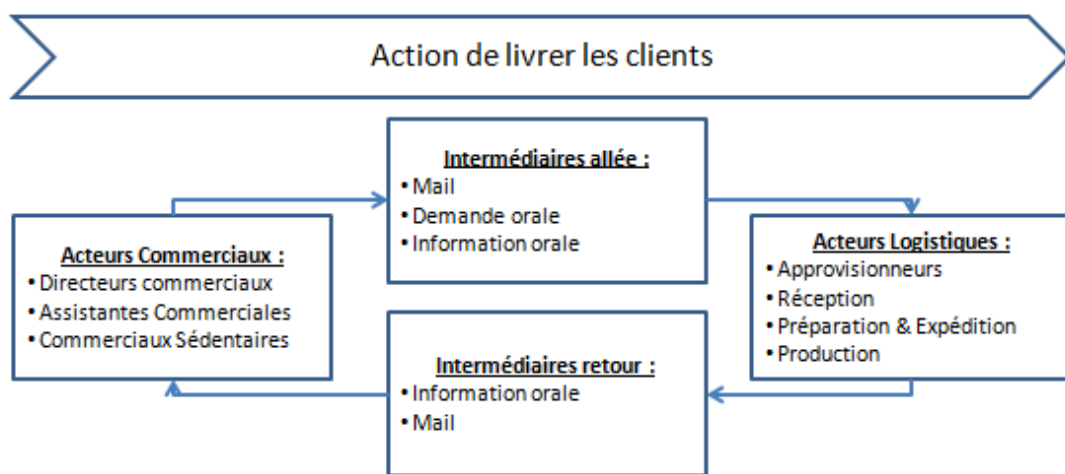 Action de livrer les clients
Intermédiaires allée :
• Mail
• Demande orale
• Information orale
Acteurs Commerciaux :
• Directeurs commerciaux
• Assistantes Commerciales
• Commerciaux Sédentaires
Acteurs Logistiques :
• Approvisionneurs
• Réception
• Préparation & Expédition
• Production
Intermédiaires retour :
• Information orale
• Mail